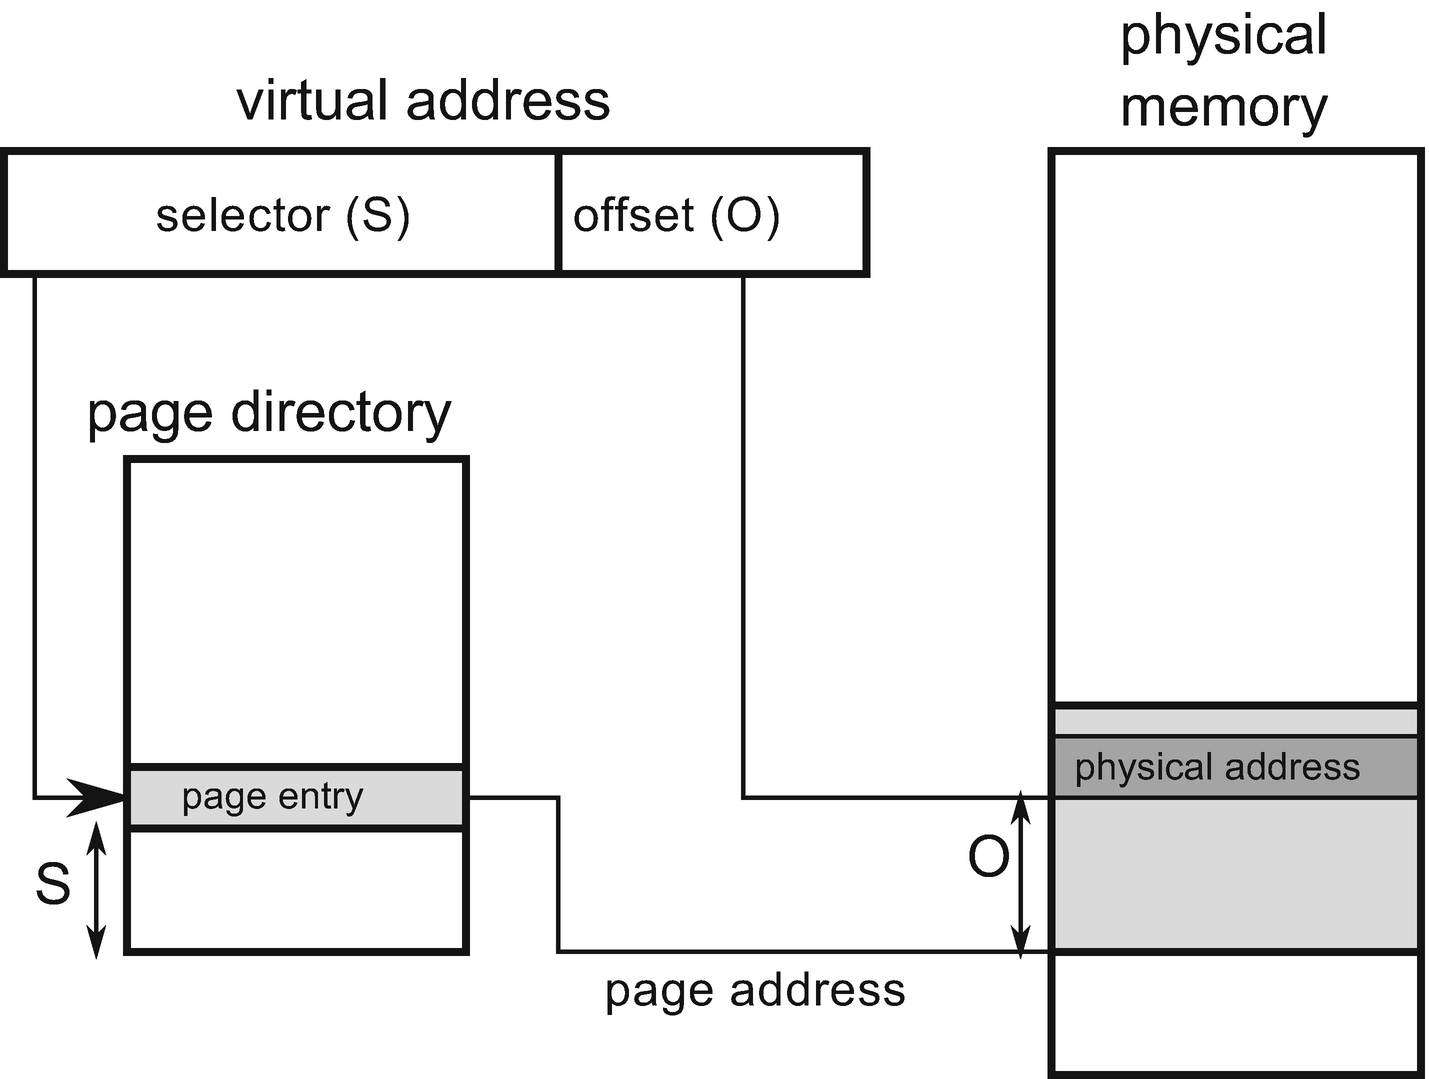 physical
memory
virtual address
selector (S)
offset (O)
page directory
physical address
page entry
S
O
page address